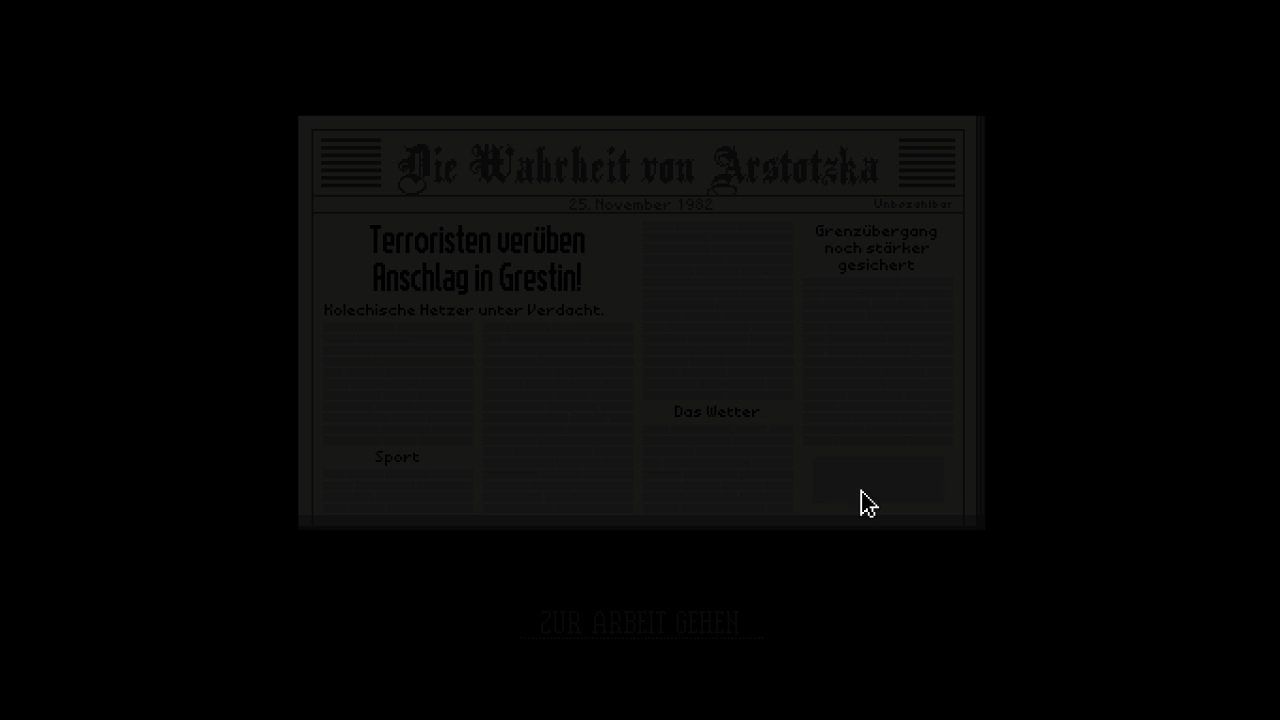 Die Wahrheit von Arstotzka
25. November 1982
Unbezahlbar
Terroristen verüben
Anschlag in Grestin!
Kolechische Hetzer unter Verdacht.
Sport
Das Wetter
Grenzübergang
noch stärker
gesichert
ZUR ARBEIT GEHEN